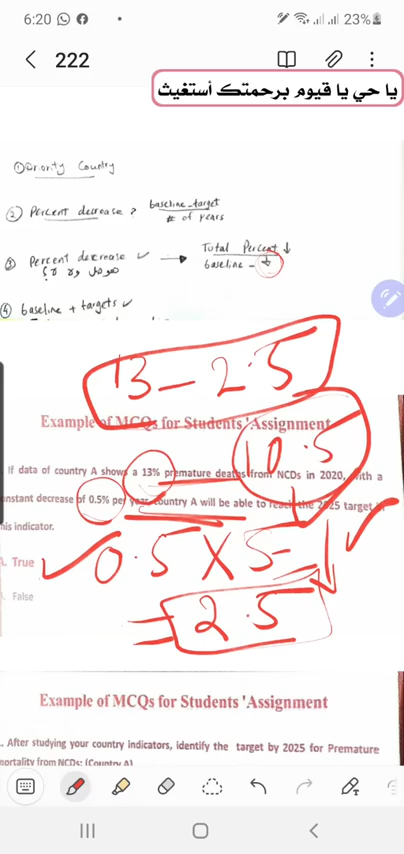 6:20
23%
222
يا حي يا قيوم برحمتك أستغيث
① Priority Country
② Percent decrease ? baseline - target
# of years
③ Percent decrease ✓ → Total Percent ↓
هوصل ولا لا ؟ baseline - ↓
④ baseline + targets ✓
13 - 2.5
10.5
Example of MCQs for Students'Assignment
If data of country A shows a 13% premature deaths from NCDs in 2020, with a
onstant decrease of 0.5% per year, country A will be able to reach the 2025 target
his indicator.
True
0.5 X 5 =
False
= 2.5
Example of MCQs for Students 'Assignment
. After studying your country indicators, identify the target by 2025 for Premature
mortality from NCDs: (Country A)